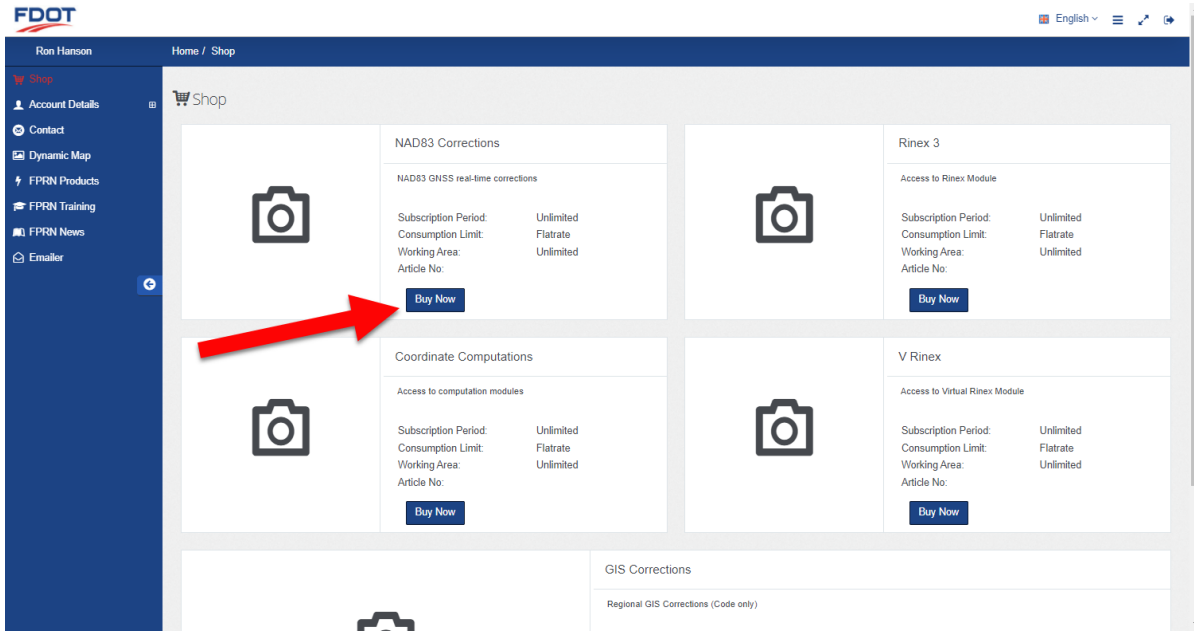 FDOT
English
Ron Hanson
Home / Shop
Shop
Account Details
Contact
Dynamic Map
FPRN Products
FPRN Training
FPRN News
Emailer
Shop
NAD83 Corrections
NAD83 GNSS real-time corrections
Subscription Period: Unlimited
Consumption Limit: Flatrate
Working Area: Unlimited
Article No:
Buy Now
Rinex 3
Access to Rinex Module
Subscription Period: Unlimited
Consumption Limit: Flatrate
Working Area: Unlimited
Article No:
Buy Now
Coordinate Computations
Access to computation modules
Subscription Period: Unlimited
Consumption Limit: Flatrate
Working Area: Unlimited
Article No:
Buy Now
V Rinex
Access to Virtual Rinex Module
Subscription Period: Unlimited
Consumption Limit: Flatrate
Working Area: Unlimited
Article No:
Buy Now
GIS Corrections
Regional GIS Corrections (Code only)